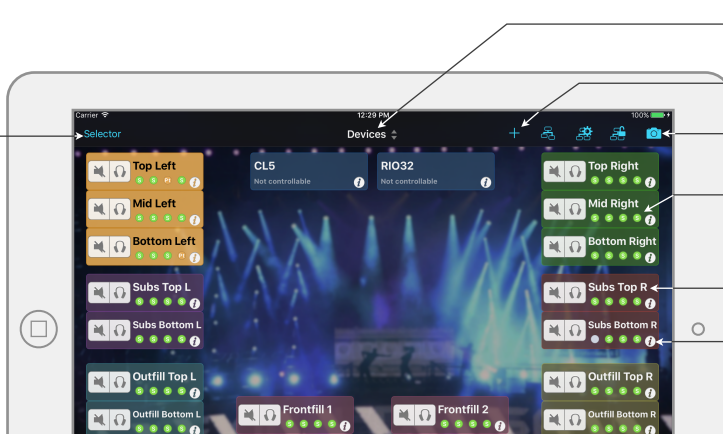 Carrier 12:29 PM 100%
Selector Devices
Top Left CL5 RIO32 Top Right
Not controllable Not controllable
Mid Left Mid Right
Bottom Left Bottom Right
Subs Top L Subs Top R
Subs Bottom L Subs Bottom R
Outfill Top L Outfill Top R
Frontfill 1 Frontfill 2
Outfill Bottom L Outfill Bottom R